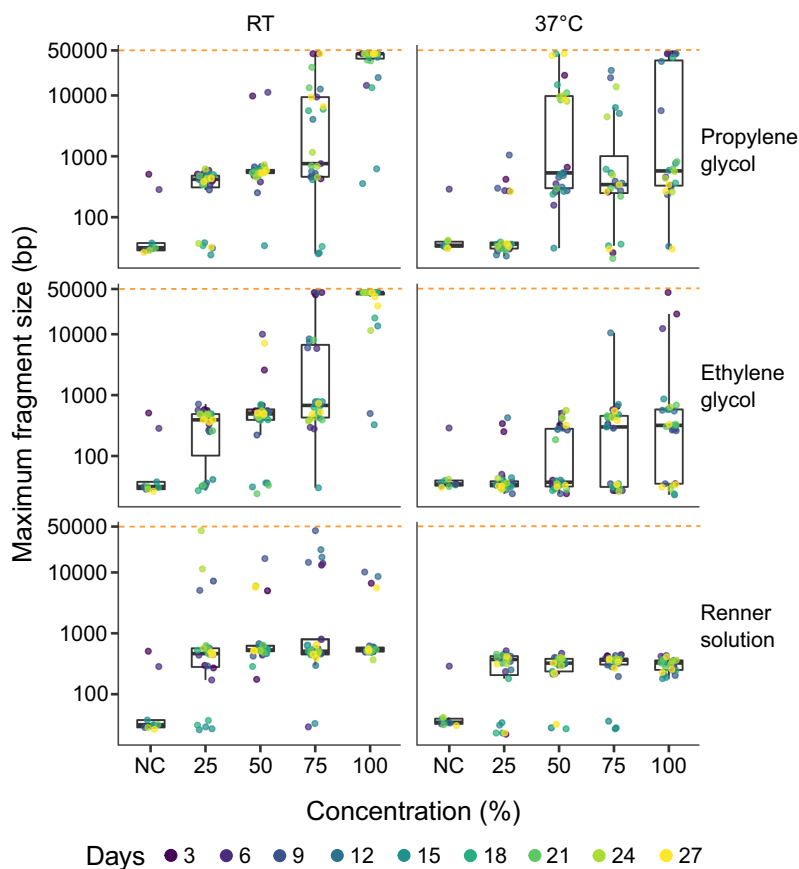 RT 37°C
Maximum fragment size (bp)
50000
10000
1000
100
Propylene
glycol
50000
10000
1000
100
Ethylene
glycol
50000
10000
1000
100
Renner
solution
NC 25 50 75 100 NC 25 50 75 100
Concentration (%)
Days 3 6 9 12 15 18 21 24 27